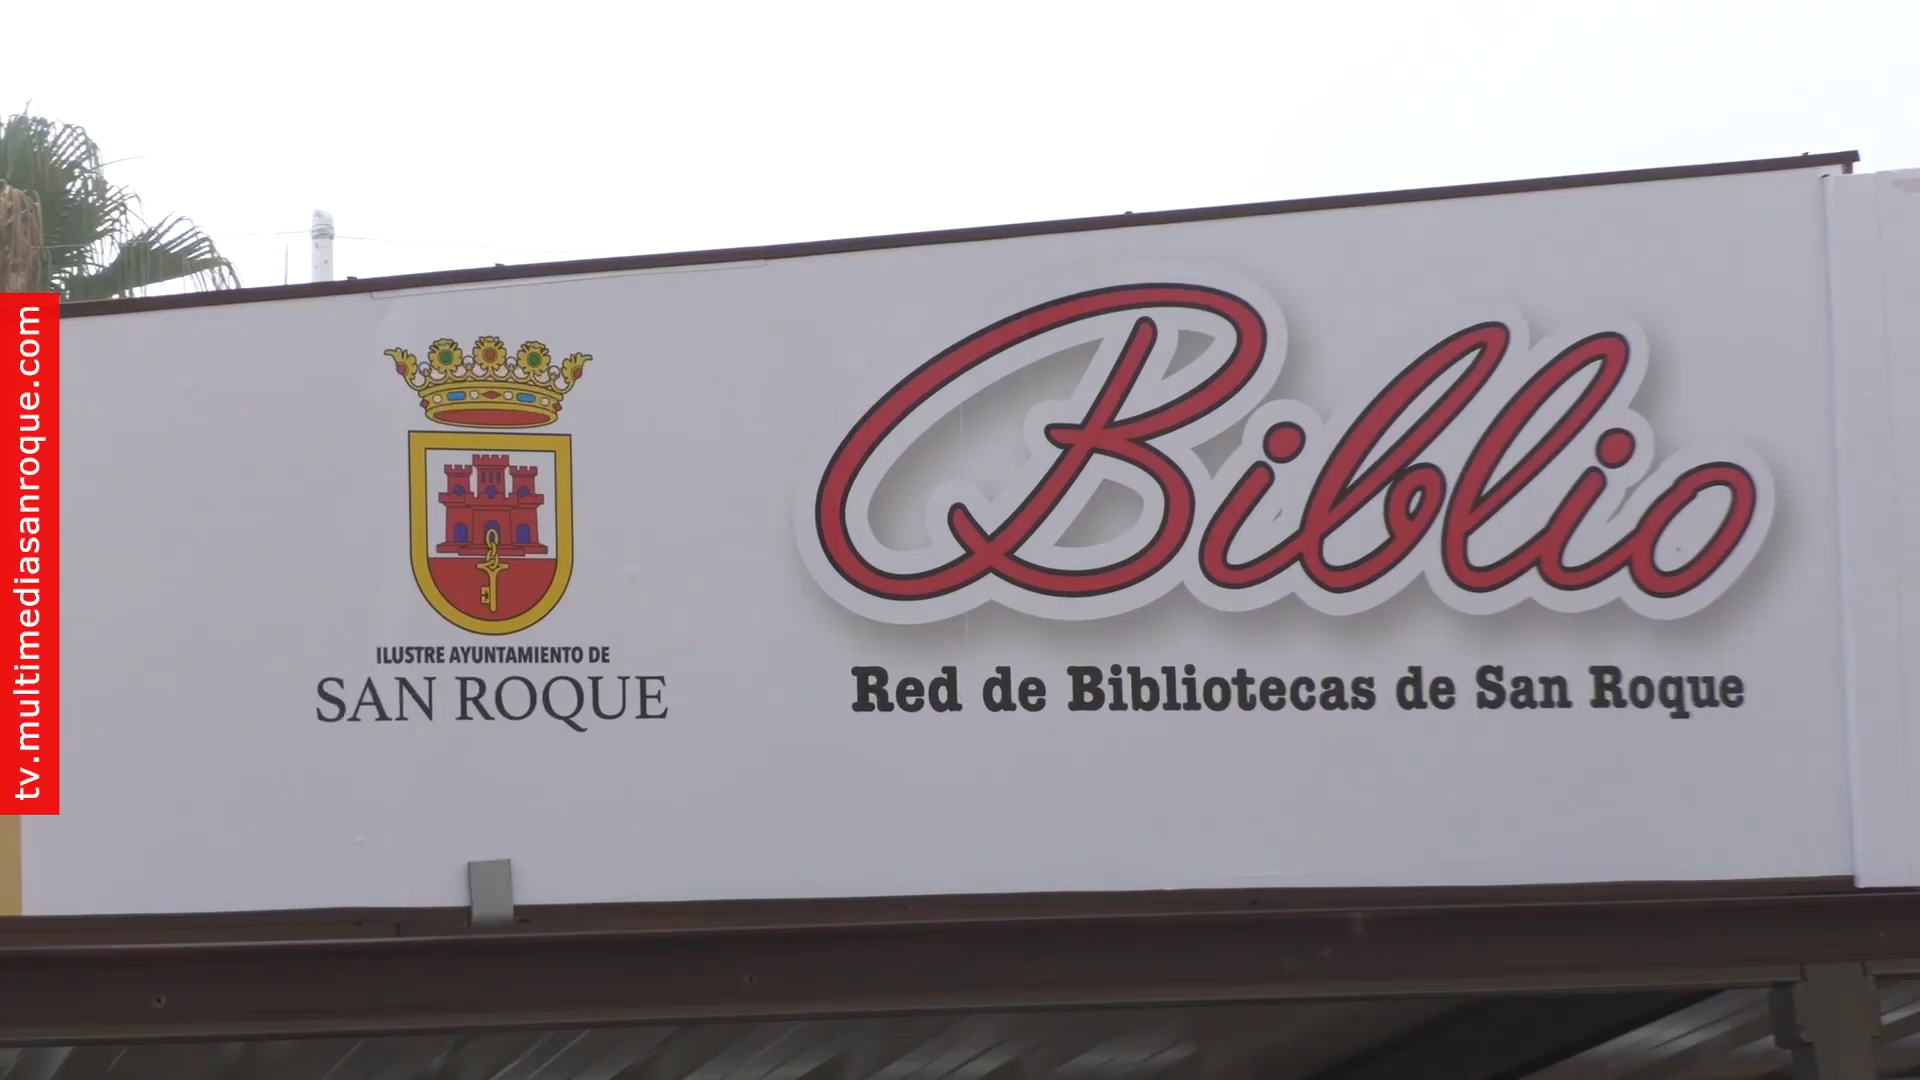 tv.multimediasanroque.com
ILUSTRE AYUNTAMIENTO DE
SAN ROQUE
Biblio
Red de Bibliotecas de San Roque